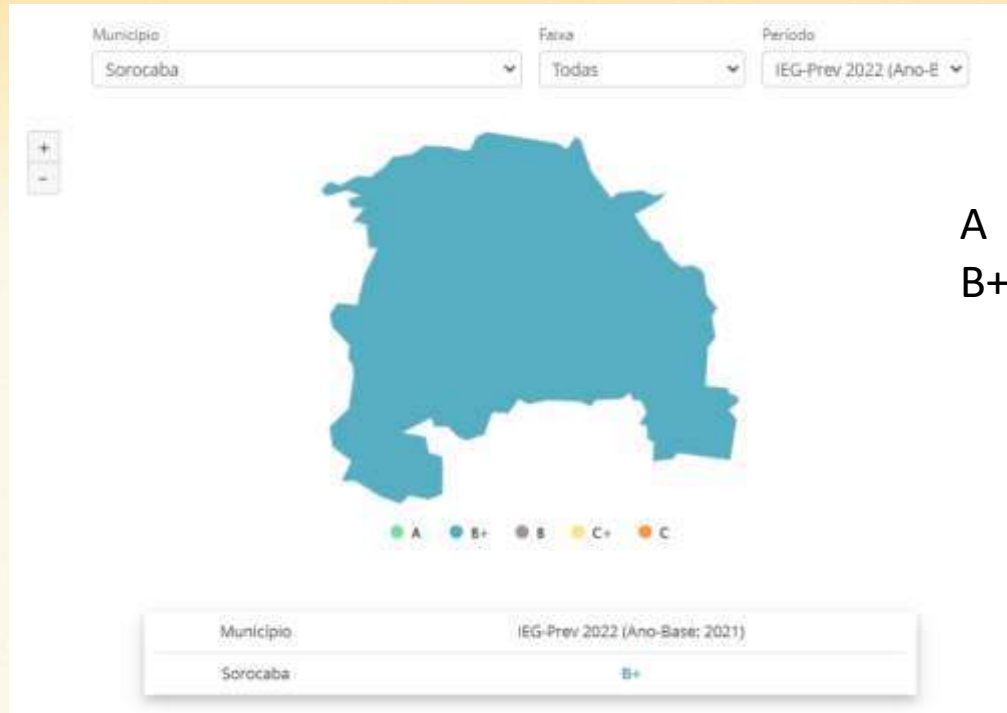 Município Faixa Período
Sorocaba Todas IEG-Prev 2022 (Ano-B
+
-
A
B+
A B+ B C+ C
Município IEG-Prev 2022 (Ano-Base: 2021)
Sorocaba B+